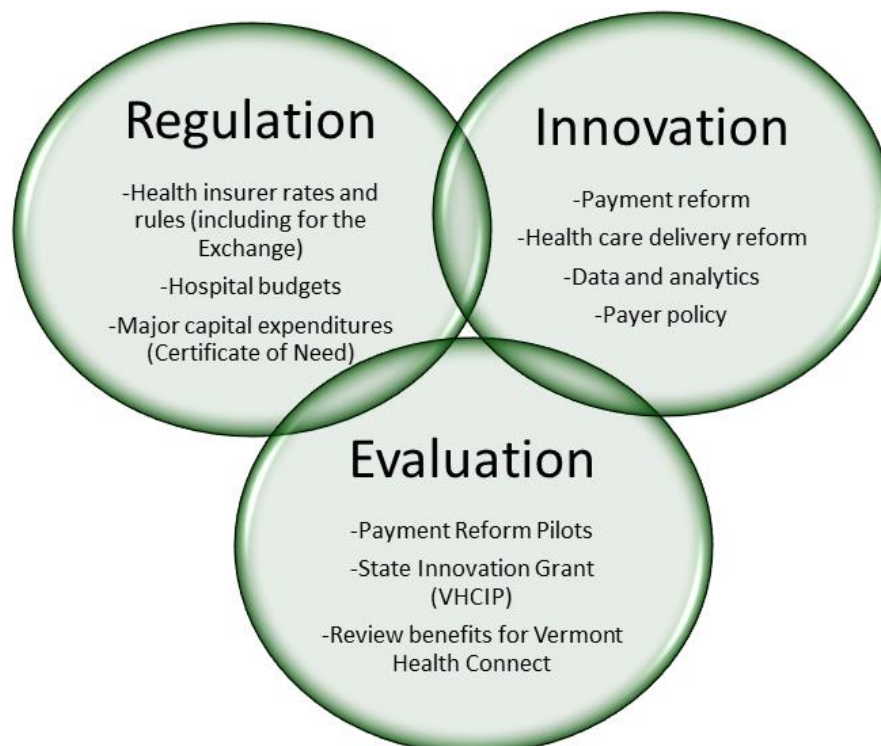 Regulation
-Health insurer rates and
rules (including for the
Exchange)
-Hospital budgets
-Major capital expenditures
(Certificate of Need)
Innovation
-Payment reform
-Health care delivery reform
-Data and analytics
-Payer policy
Evaluation
-Payment Reform Pilots
-State Innovation Grant
(VHCIP)
-Review benefits for Vermont
Health Connect